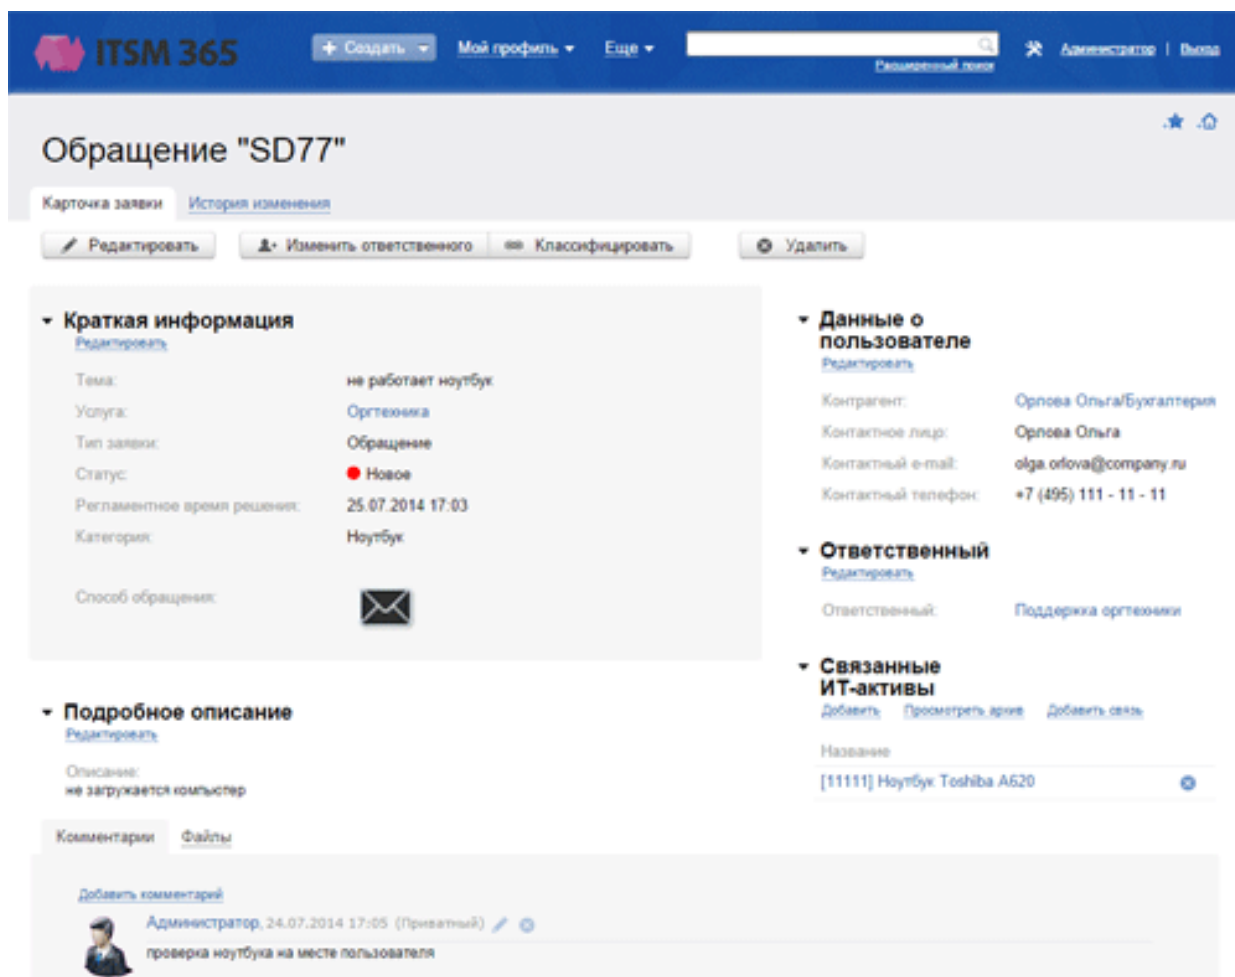 ITSM 365
+ Создать
Мой профиль
Еще
Расширенный поиск
Администратор | Выход
Обращение "SD77"
Карточка заявки
История изменения
Редактировать
Изменить ответственного
Классифицировать
Удалить
Краткая информация
Редактировать
Тема: не работает ноутбук
Услуга: Оргтехника
Тип заявки: Обращение
Статус: Новое
Регламентное время решения: 25.07.2014 17:03
Категория: Ноутбук
Способ обращения:
Подробное описание
Редактировать
Описание:
не загружается компьютер
Данные о
пользователе
Редактировать
Контрагент: Орлова Ольга/Бухгалтерия
Контактное лицо: Орлова Ольга
Контактный e-mail: olga.orlova@company.ru
Контактный телефон: +7 (495) 111 - 11 - 11
Ответственный
Редактировать
Ответственный: Поддержка оргтехники
Связанные
ИТ-активы
Добавить Просмотреть архив Добавить связь
Название
[11111] Ноутбук Toshiba A620
Комментарии
Файлы
Добавить комментарий
Администратор, 24.07.2014 17:05 (Приватный)
проверка ноутбука на месте пользователя